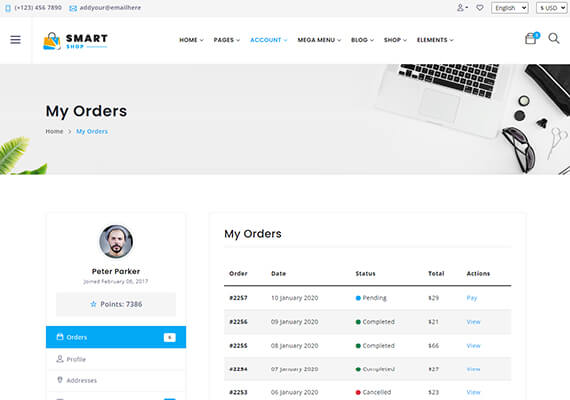 (+123) 456 7890 addyour@emailhere English $ USD
SMART
SHOP
HOME PAGES ACCOUNT MEGA MENU BLOG SHOP ELEMENTS
My Orders
Home > My Orders
Peter Parker
Joined February 06, 2017
Points: 7386
Orders
Profile
Addresses
My Orders
Order Date Status Total Actions
#2257 10 January 2020 Pending $29 Pay
#2256 09 January 2020 Completed $21 View
#2255 08 January 2020 Completed $66 View
#2254 07 January 2020 Completed $27 View
#2253 06 January 2020 Cancelled $23 View